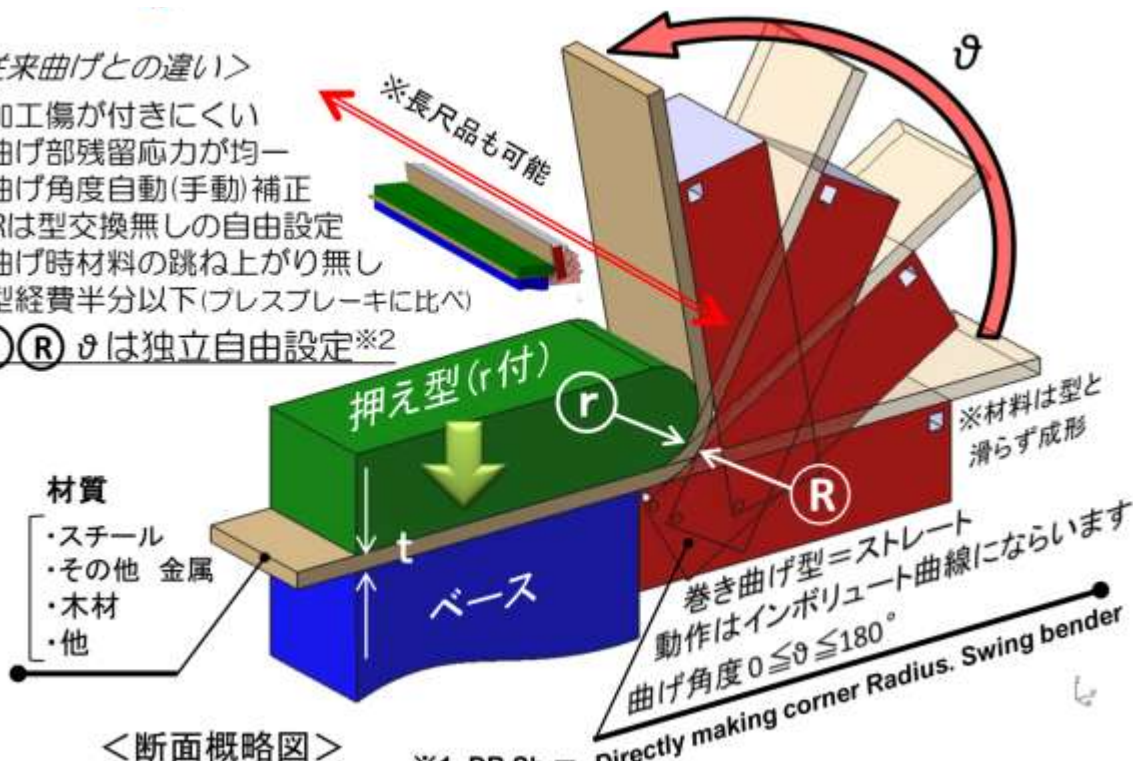 来曲げとの違い＞
加工傷が付きにくい
曲げ部残留応力が均一
曲げ角度自動(手動)補正
Rは型交換無しの自由設定
曲げ時材料の跳ね上がり無し
型経費半分以下(プレスブレーキに比べ)
Ⓡ θは独立自由設定※2
※長尺品も可能
θ
押え型(r付)
ⓡ
Ⓡ
※材料は型と
滑らず成形
材質
・スチール
・その他 金属
・木材
・他
t
ベース
巻き曲げ型＝ストレート
動作はインボリュート曲線にならいます
曲げ角度0≦θ≦180°
Directly making corner Radius. Swing bender
＜断面概略図＞